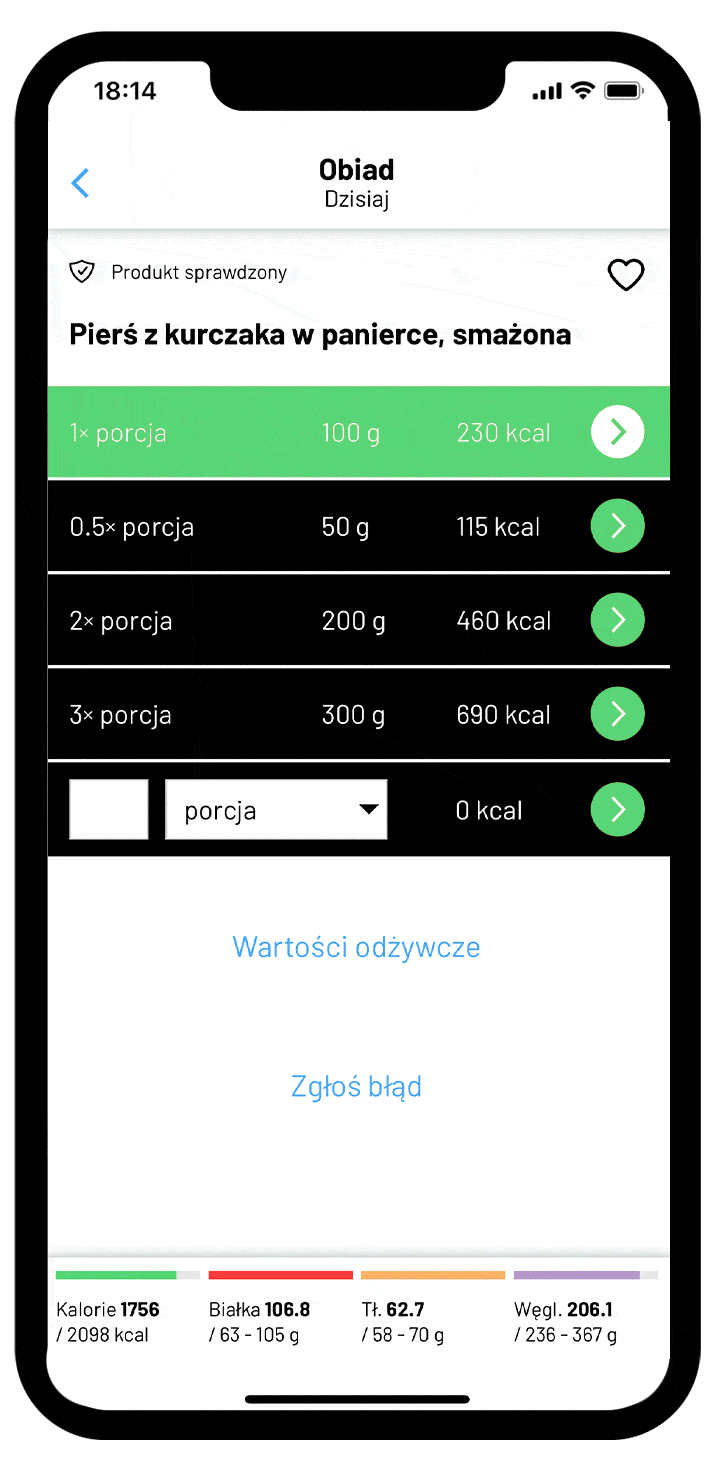 18:14
Obiad
Dzisiaj
Produkt sprawdzony
Pierś z kurczaka w panierce, smażona
1× porcja 100 g 230 kcal
0.5× porcja 50 g 115 kcal
2× porcja 200 g 460 kcal
3× porcja 300 g 690 kcal
porcja 0 kcal
Wartości odżywcze
Zgłoś błąd
Kalorie 1756 Białka 106.8 Tł. 62.7 Węgl. 206.1
/ 2098 kcal / 63 - 105 g / 58 - 70 g / 236 - 367 g